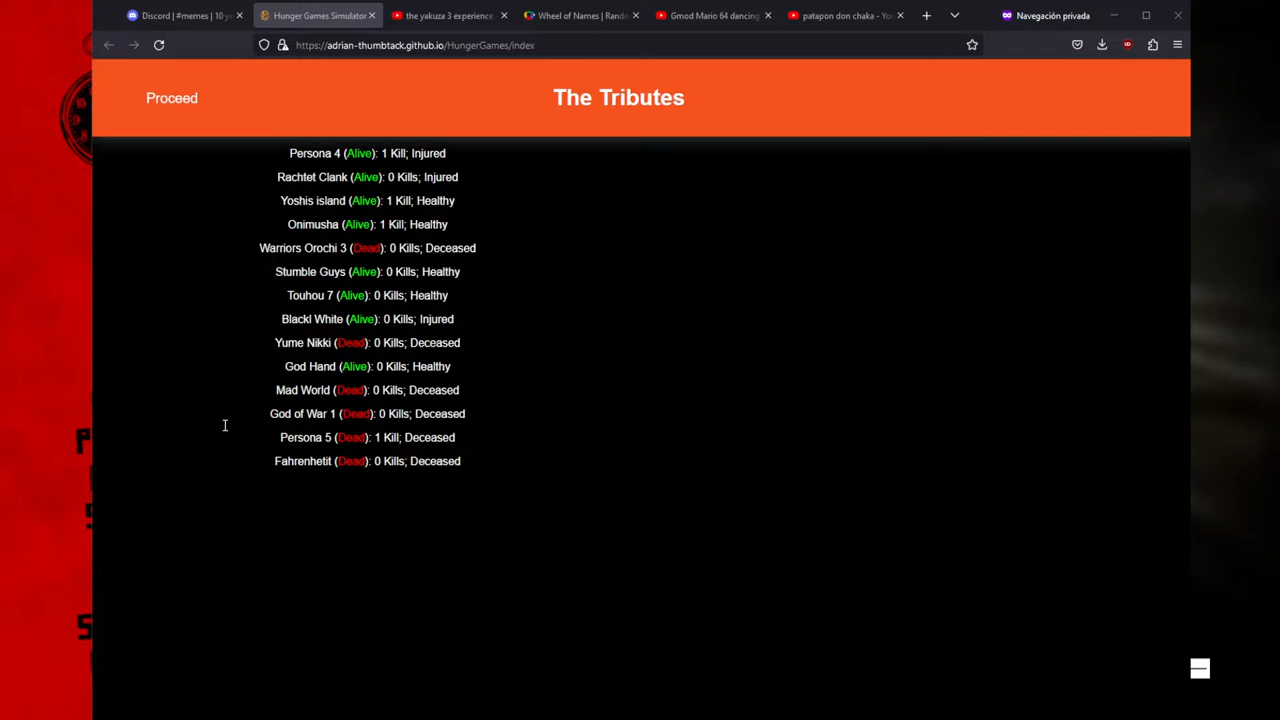 Discord | #memes | 10 ye
Hunger Games Simulator
the yakuza 3 experience
Wheel of Names | Rando
Gmod Mario 64 dancing
patapon don chaka - You
Navegación privada
https://adrian-thumbtack.github.io/HungerGames/index
Proceed
The Tributes
Persona 4 (Alive): 1 Kill; Injured
Rachtet Clank (Alive): 0 Kills; Injured
Yoshis island (Alive): 1 Kill; Healthy
Onimusha (Alive): 1 Kill; Healthy
Warriors Orochi 3 (Dead): 0 Kills; Deceased
Stumble Guys (Alive): 0 Kills; Healthy
Touhou 7 (Alive): 0 Kills; Healthy
Blackl White (Alive): 0 Kills; Injured
Yume Nikki (Dead): 0 Kills; Deceased
God Hand (Alive): 0 Kills; Healthy
Mad World (Dead): 0 Kills; Deceased
God of War 1 (Dead): 0 Kills; Deceased
Persona 5 (Dead): 1 Kill; Deceased
Fahrenhetit (Dead): 0 Kills; Deceased